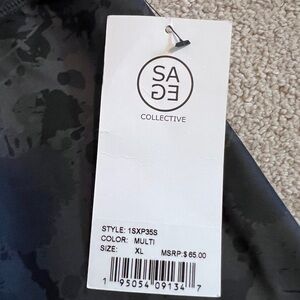 SA
GE
COLLECTIVE
STYLE: 1SXP35S
COLOR: MULTI
SIZE: XL MSRP:$65.00
1 95054 09134 7